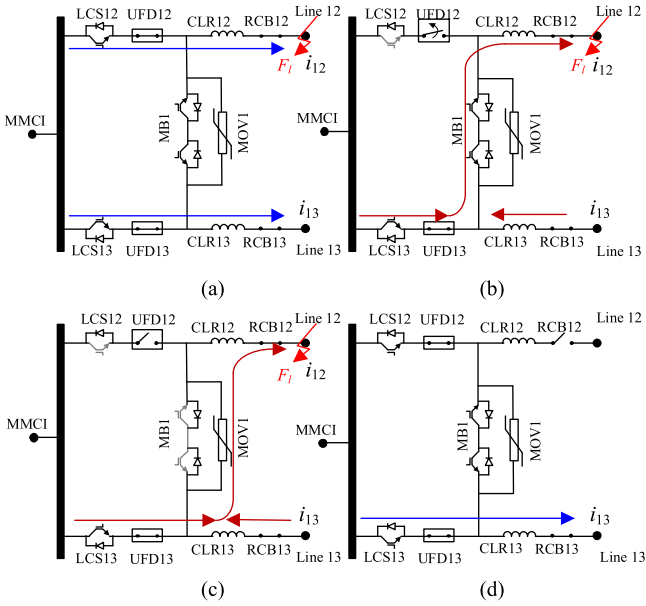 LCS12 UFD12 CLR12 RCB12 Line 12
Fl i12
MMCI
MB1
MOV1
i13
LCS13 UFD13 CLR13 RCB13 Line 13
(a)
LCS12 UFD12 CLR12 RCB12 Line 12
Fl i12
MMCI
MB1
MOV1
i13
LCS13 UFD13 CLR13 RCB13 Line 13
(b)
LCS12 UFD12 CLR12 RCB12 Line 12
Fl i12
MMCI
MB1
MOV1
i13
LCS13 UFD13 CLR13 RCB13 Line 13
(c)
LCS12 UFD12 CLR12 RCB12 Line 12
MMCI
MB1
MOV1
i13
LCS13 UFD13 CLR13 RCB13 Line 13
(d)